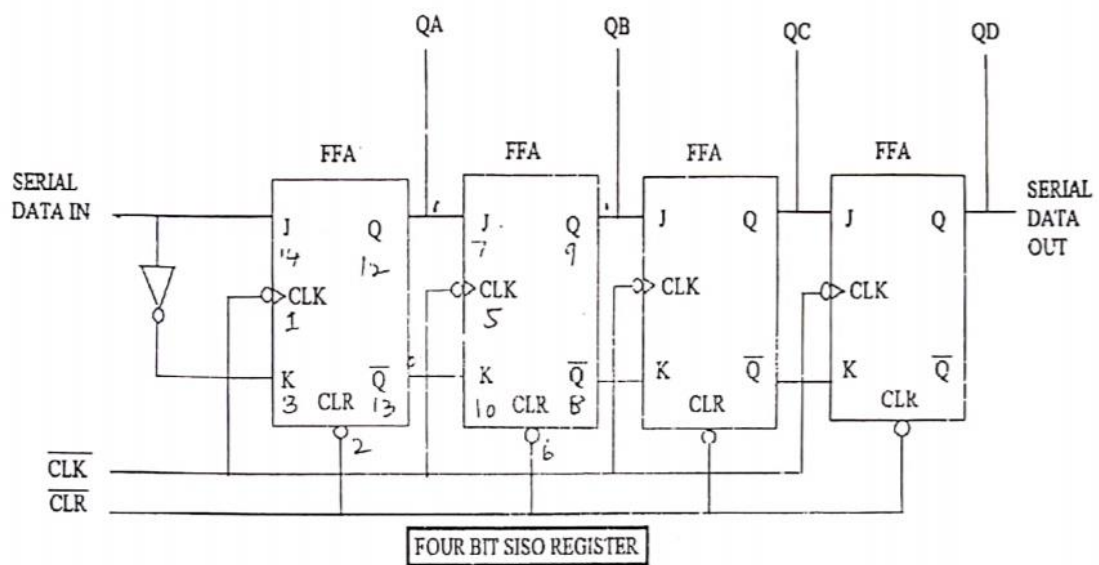 QA QB QC QD
FFA FFA FFA FFA
SERIAL DATA IN
SERIAL DATA OUT
J Q J Q J Q J Q
14 12 7 9
CLK CLK CLK CLK
1 5
K Q̅ K Q̅ K Q̅ K Q̅
3 CLR 13 10 CLR 8 CLR CLR
2 6
C̅L̅K̅
C̅L̅R̅
FOUR BIT SISO REGISTER